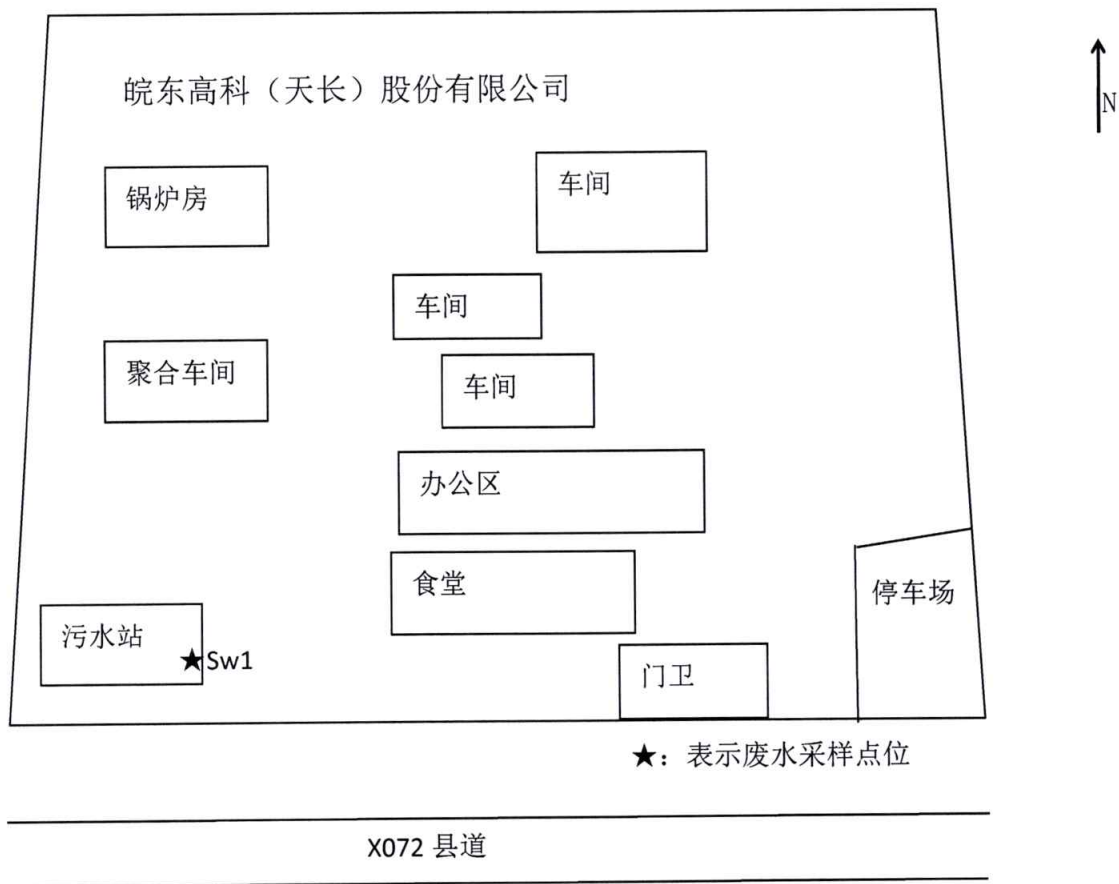 皖东高科（天长）股份有限公司
N
锅炉房
车间
车间
聚合车间
车间
办公区
食堂
停车场
污水站
★Sw1
门卫
★：表示废水采样点位
X072 县道